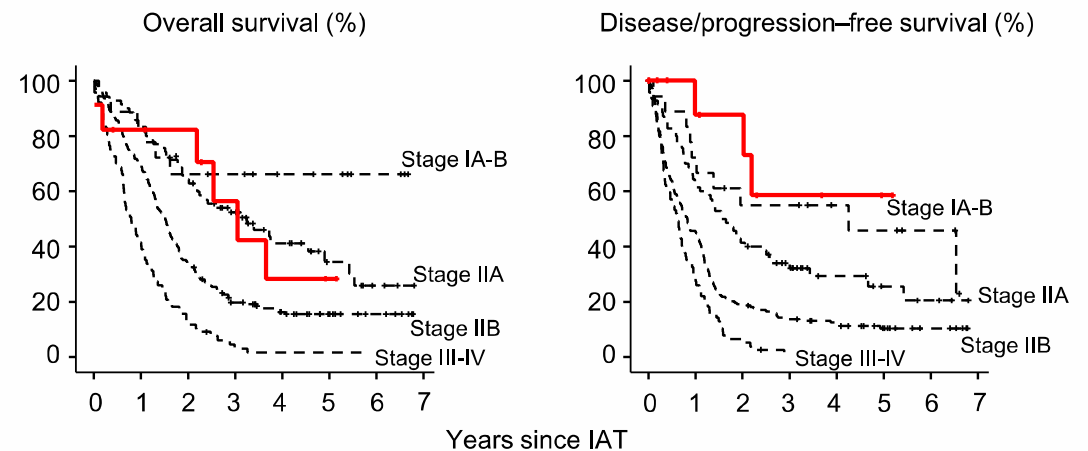 Overall survival (%)
100
80
60
40
20
0
Stage IA-B
Stage IIA
Stage IIB
Stage III-IV
0 1 2 3 4 5 6 7
Disease/progression–free survival (%)
100
80
60
40
20
0
Stage IA-B
Stage IIA
Stage IIB
Stage III-IV
0 1 2 3 4 5 6 7
Years since IAT